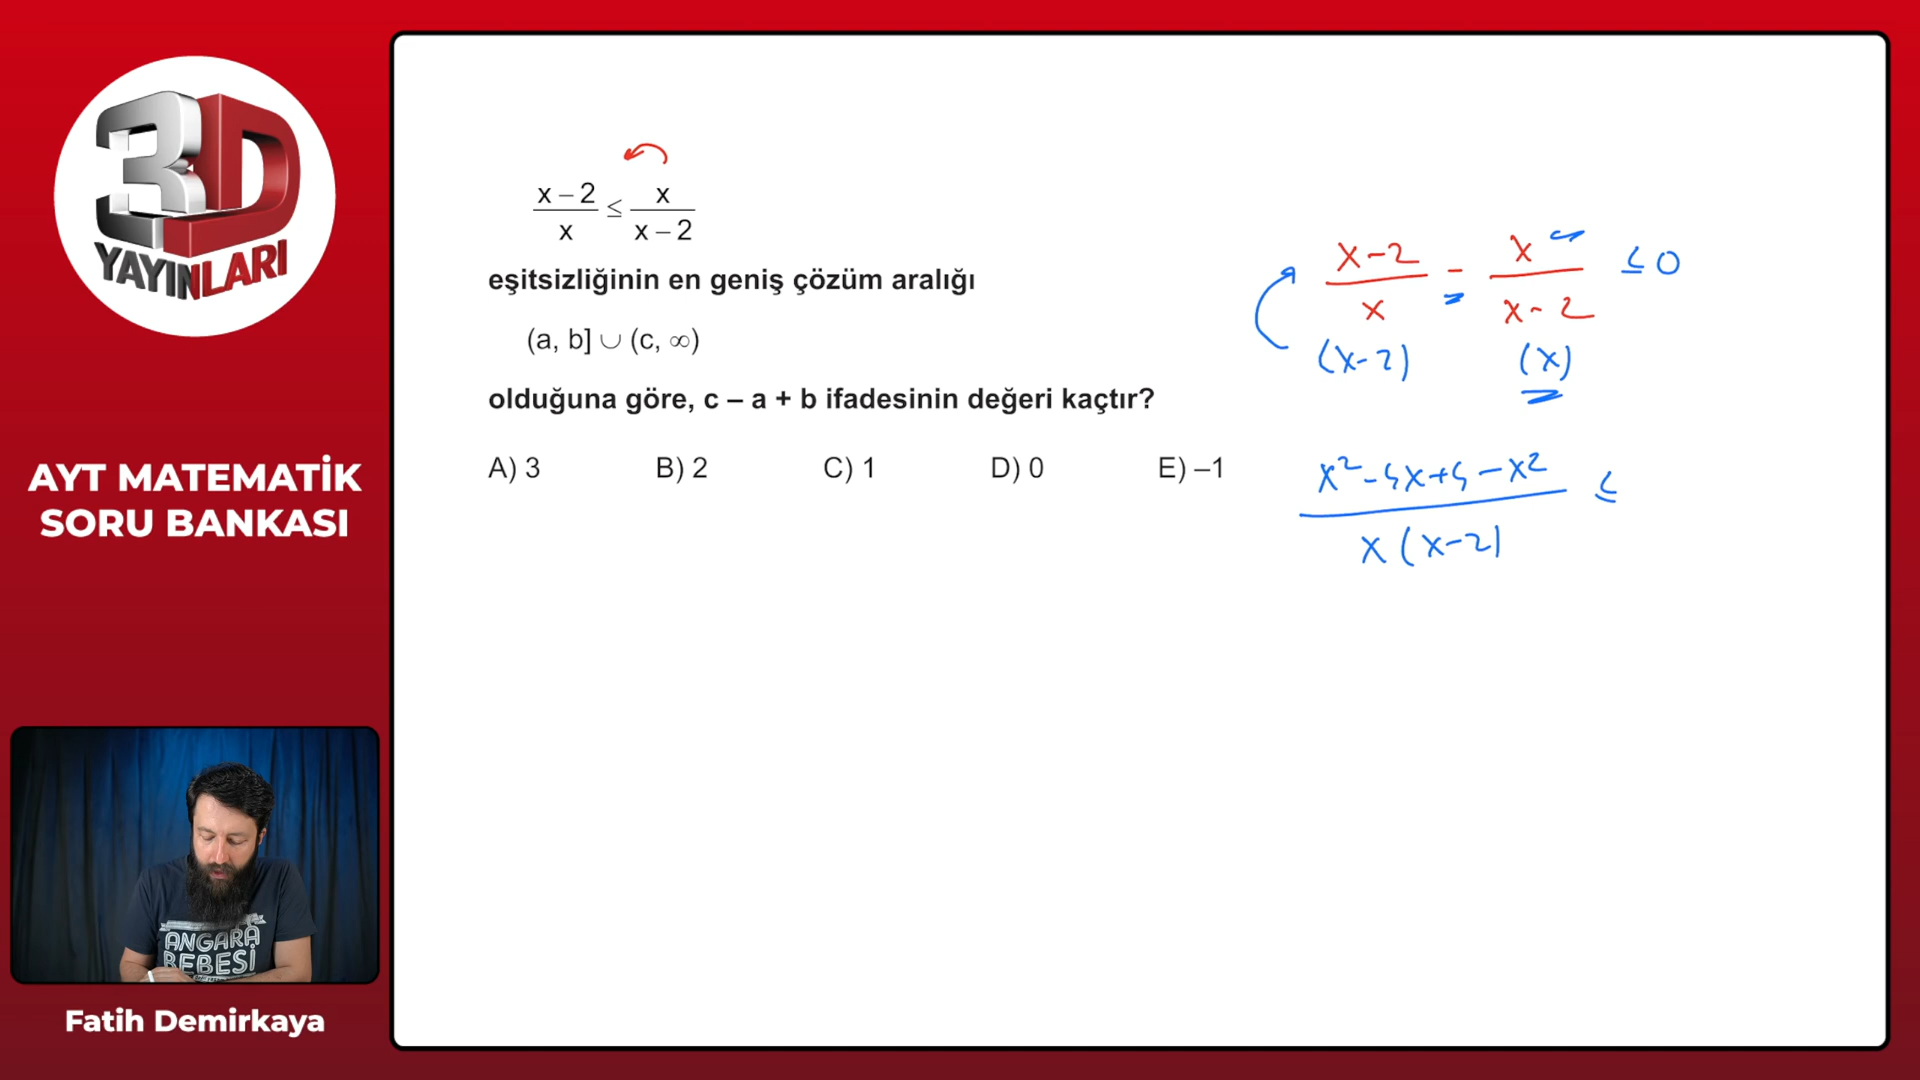 3D
YAYINLARI
AYT MATEMATİK
SORU BANKASI
x – 2 / x ≤ x / x – 2
eşitsizliğinin en geniş çözüm aralığı
(a, b] ∪ (c, ∞)
olduğuna göre, c – a + b ifadesinin değeri kaçtır?
A) 3 B) 2 C) 1 D) 0 E) –1
x-2 / x - x / x-2 ≤ 0
(x-2) (x)
x²-4x+4-x² / x(x-2) ≤
ANGARA
BEBESİ
Fatih Demirkaya